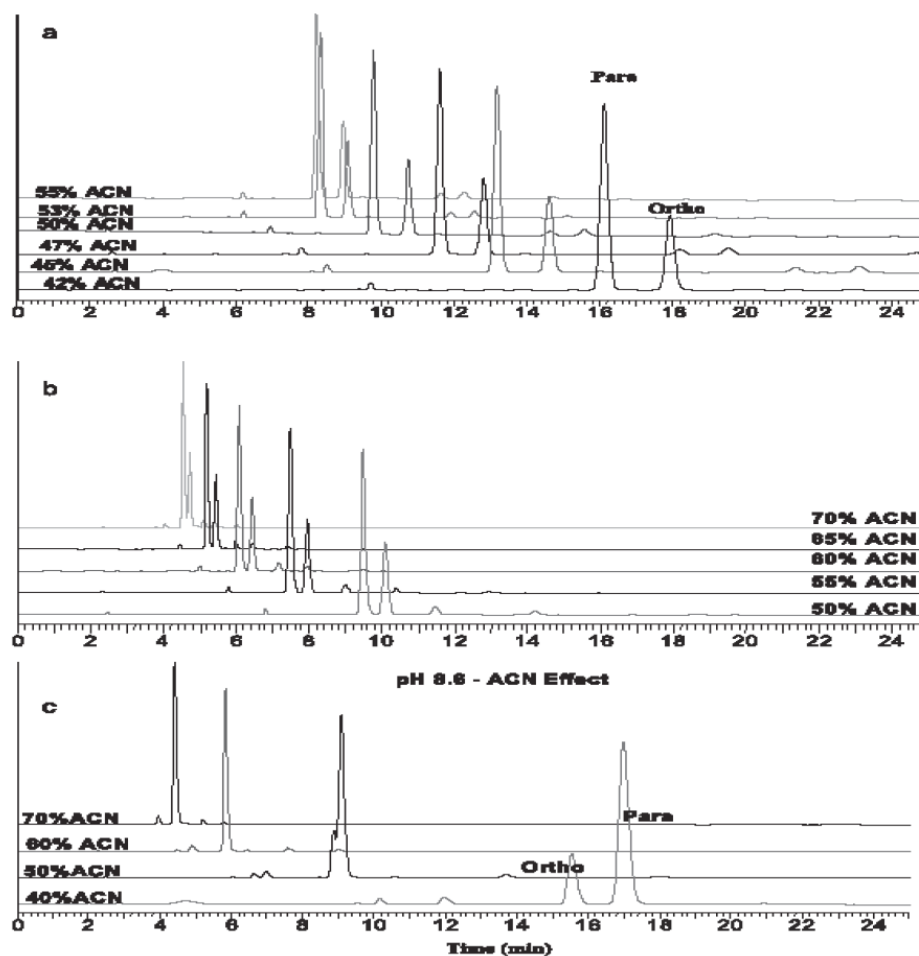 a
Para
55% ACN
53% ACN
Ortho
50% ACN
47% ACN
45% ACN
42% ACN
0 2 4 6 8 10 12 14 16 18 20 22 24
b
70% ACN
65% ACN
60% ACN
55% ACN
50% ACN
0 2 4 6 8 10 12 14 16 18 20 22 24
pH 8.6 - ACN Effect
c
70%ACN
Para
60% ACN
50%ACN
Ortho
40%ACN
0 2 4 6 8 10 12 14 16 18 20 22 24
Time (min)